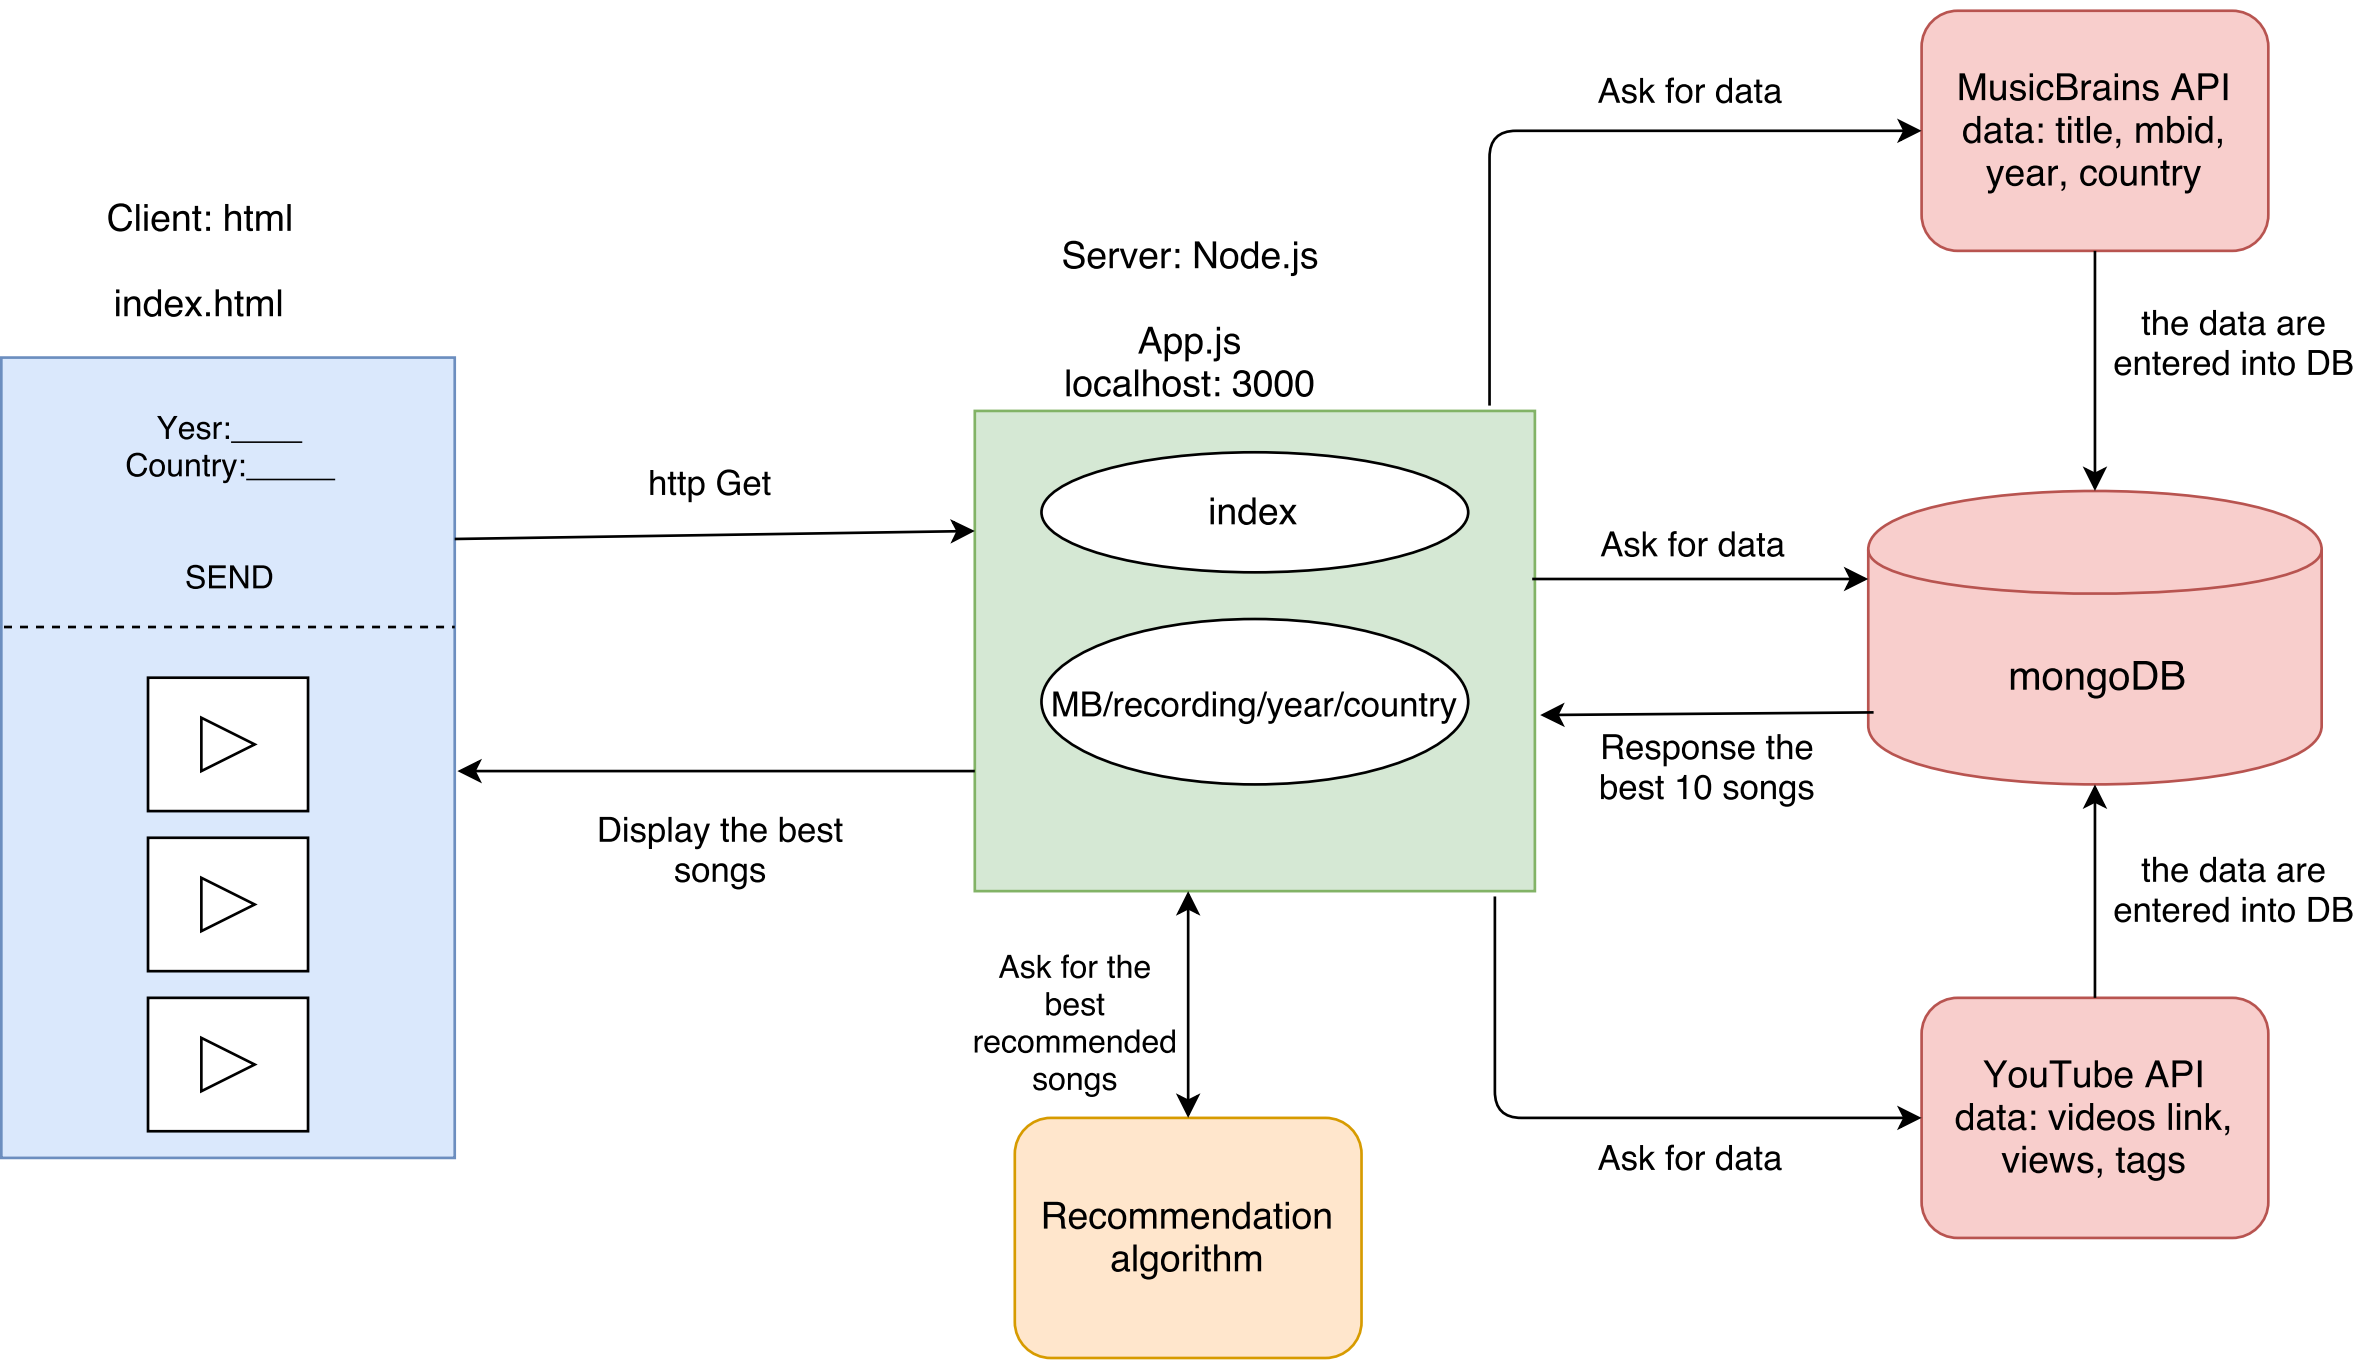 Client: html
index.html
Yesr:____
Country:_____
SEND
http Get
Display the best
songs
Server: Node.js
App.js
localhost: 3000
index
MB/recording/year/country
Ask for the
best
recommended
songs
Recommendation
algorithm
Ask for data
MusicBrains API
data: title, mbid,
year, country
the data are
entered into DB
Ask for data
mongoDB
Response the
best 10 songs
the data are
entered into DB
YouTube API
data: videos link,
views, tags
Ask for data